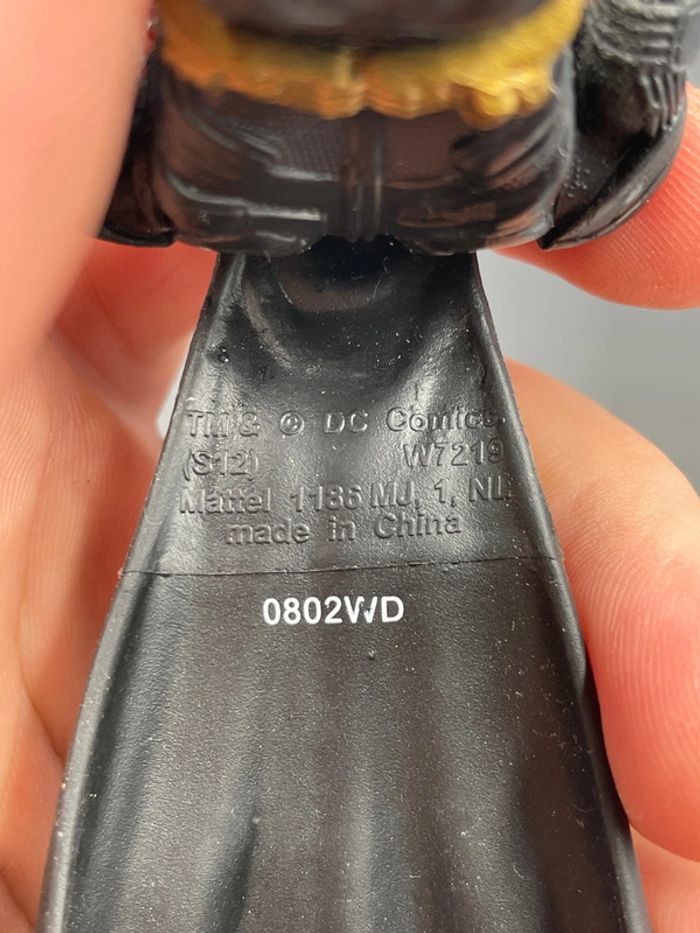 TM & © DC Comics.
(S12) W7219
Mattel 1186 MJ, 1, NL
made in China
0802WD